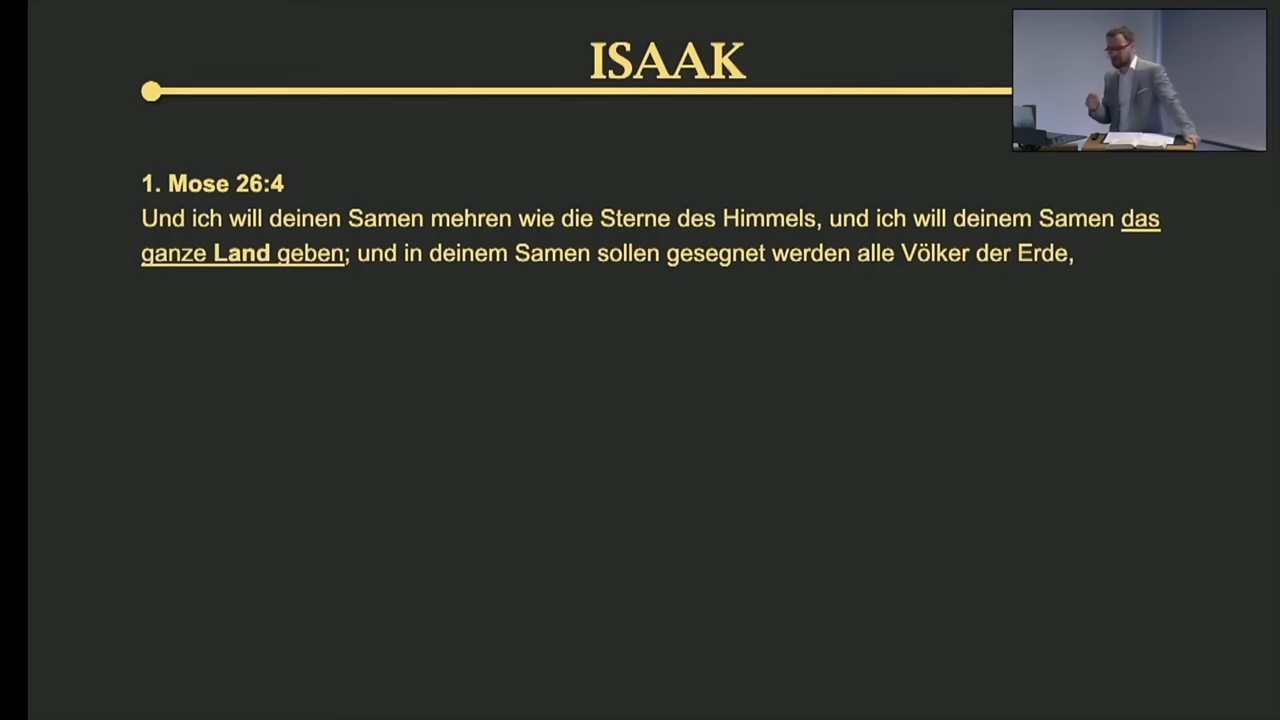 ISAAK
1. Mose 26:4
Und ich will deinen Samen mehren wie die Sterne des Himmels, und ich will deinem Samen das
ganze Land geben; und in deinem Samen sollen gesegnet werden alle Völker der Erde,